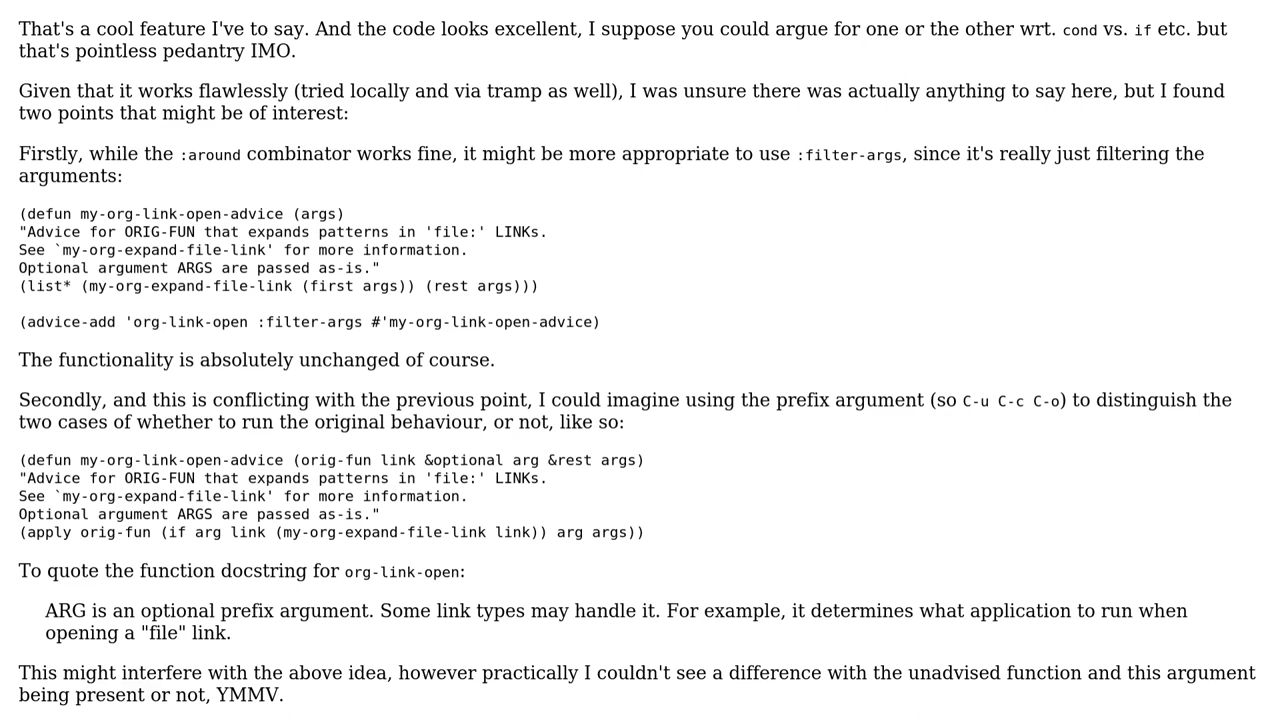 That's a cool feature I've to say. And the code looks excellent, I suppose you could argue for one or the other wrt. cond vs. if etc. but
that's pointless pedantry IMO.
Given that it works flawlessly (tried locally and via tramp as well), I was unsure there was actually anything to say here, but I found
two points that might be of interest:
Firstly, while the :around combinator works fine, it might be more appropriate to use :filter-args, since it's really just filtering the
arguments:
(defun my-org-link-open-advice (args)
"Advice for ORIG-FUN that expands patterns in 'file:' LINKs.
See `my-org-expand-file-link' for more information.
Optional argument ARGS are passed as-is."
(list* (my-org-expand-file-link (first args)) (rest args)))
(advice-add 'org-link-open :filter-args #'my-org-link-open-advice)
The functionality is absolutely unchanged of course.
Secondly, and this is conflicting with the previous point, I could imagine using the prefix argument (so C-u C-c C-o) to distinguish the
two cases of whether to run the original behaviour, or not, like so:
(defun my-org-link-open-advice (orig-fun link &optional arg &rest args)
"Advice for ORIG-FUN that expands patterns in 'file:' LINKs.
See `my-org-expand-file-link' for more information.
Optional argument ARGS are passed as-is."
(apply orig-fun (if arg link (my-org-expand-file-link link)) arg args))
To quote the function docstring for org-link-open:
ARG is an optional prefix argument. Some link types may handle it. For example, it determines what application to run when
opening a "file" link.
This might interfere with the above idea, however practically I couldn't see a difference with the unadvised function and this argument
being present or not, YMMV.